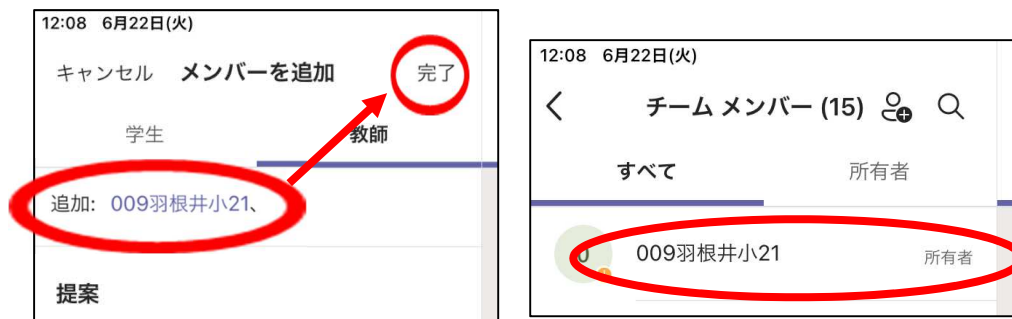 12:08 6月22日(火)
キャンセル メンバーを追加 完了
学生 教師
追加: 009羽根井小21、
提案
12:08 6月22日(火)
チーム メンバー (15)
すべて 所有者
0 009羽根井小21 所有者